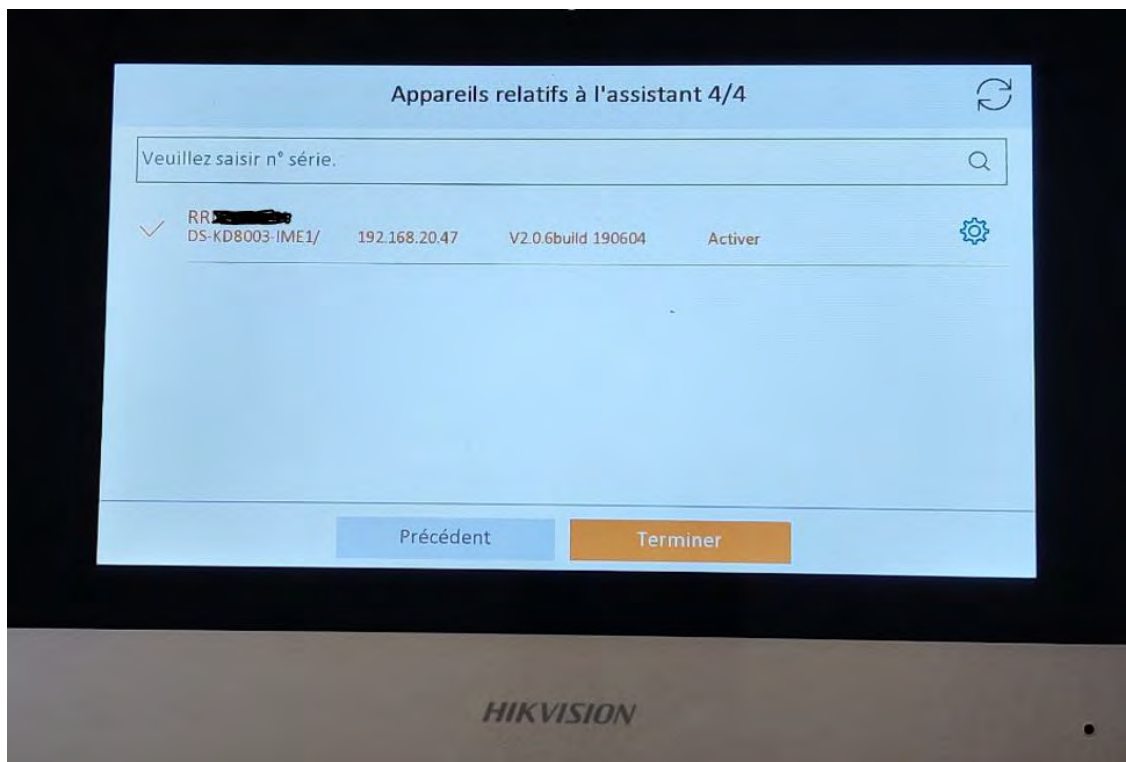 Appareils relatifs à l'assistant 4/4
Veuillez saisir n° série.
RR
DS-KD8003-IME1/ 192.168.20.47 V2.0.6build 190604 Activer
Précédent Terminer
HIKVISION